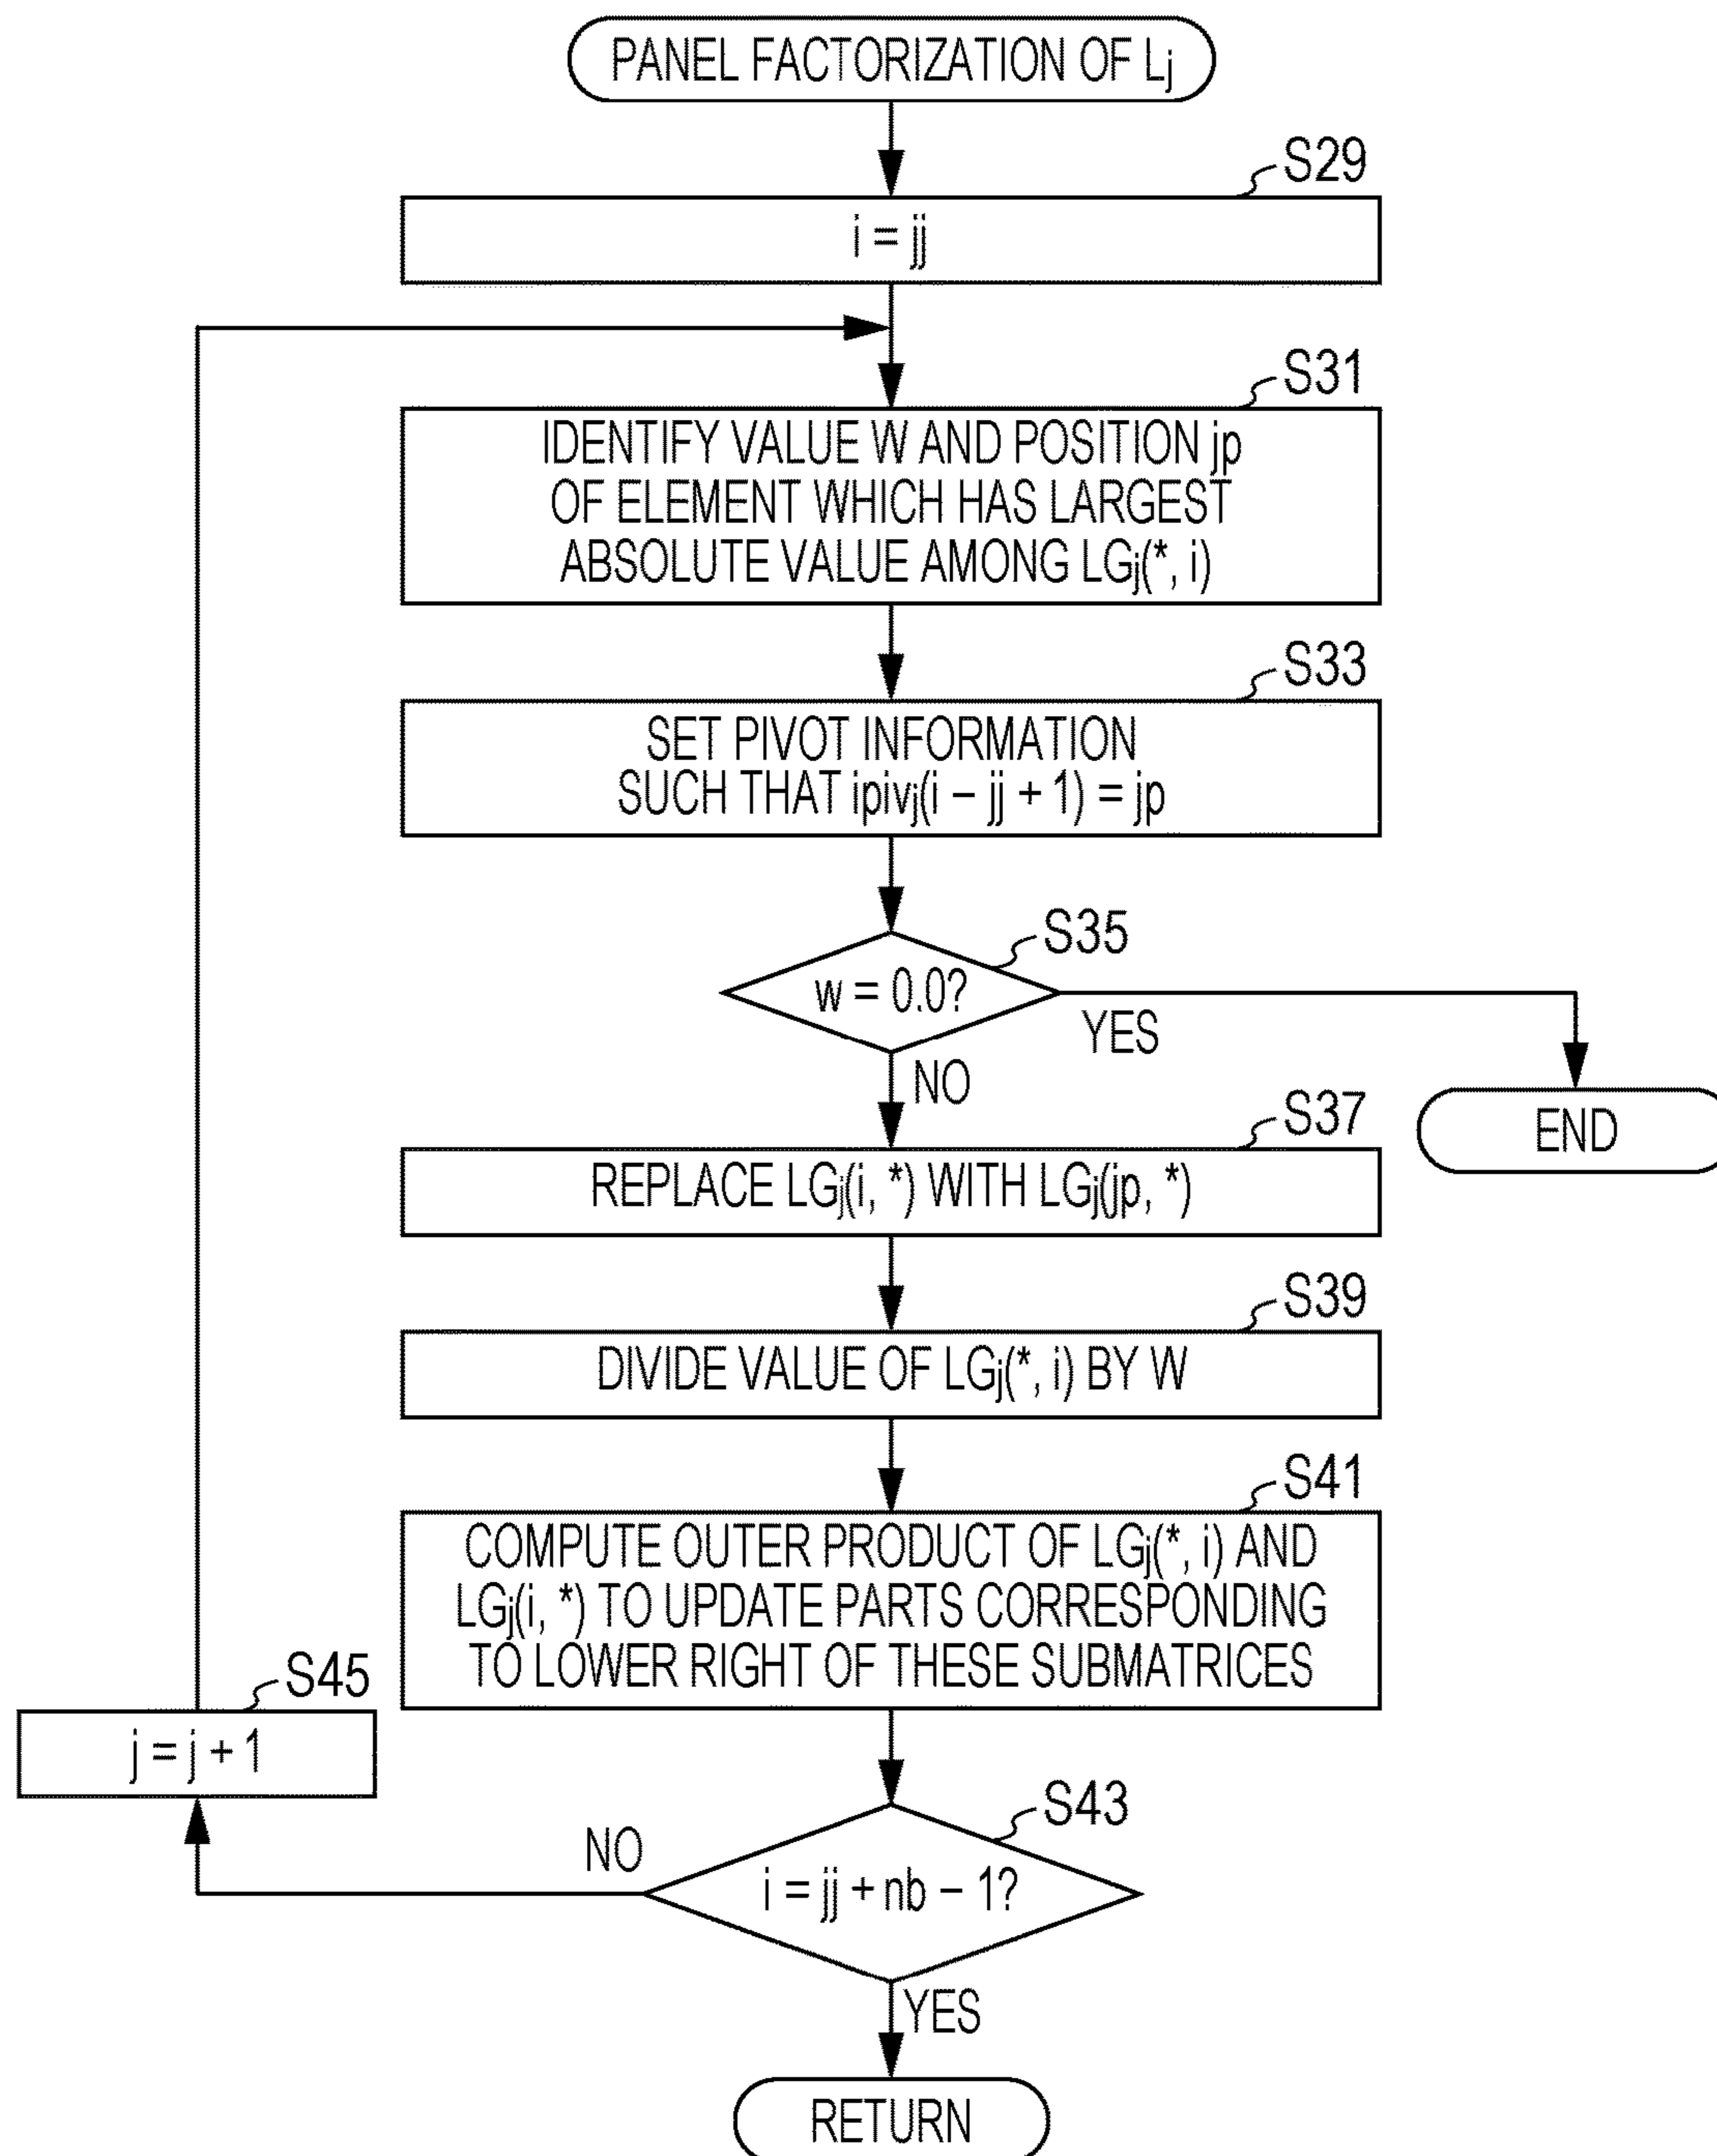 PANEL FACTORIZATION OF Lj
S29
i = jj
S31
IDENTIFY VALUE W AND POSITION jp
OF ELEMENT WHICH HAS LARGEST
ABSOLUTE VALUE AMONG LGj(*, i)
S33
SET PIVOT INFORMATION
SUCH THAT ipivj(i – jj + 1) = jp
S35
w = 0.0?
YES
NO
END
S37
REPLACE LGj(i, *) WITH LGj(jp, *)
S39
DIVIDE VALUE OF LGj(*, i) BY W
S41
COMPUTE OUTER PRODUCT OF LGj(*, i) AND
LGj(i, *) TO UPDATE PARTS CORRESPONDING
TO LOWER RIGHT OF THESE SUBMATRICES
S45
j = j + 1
S43
NO
i = jj + nb – 1?
YES
RETURN